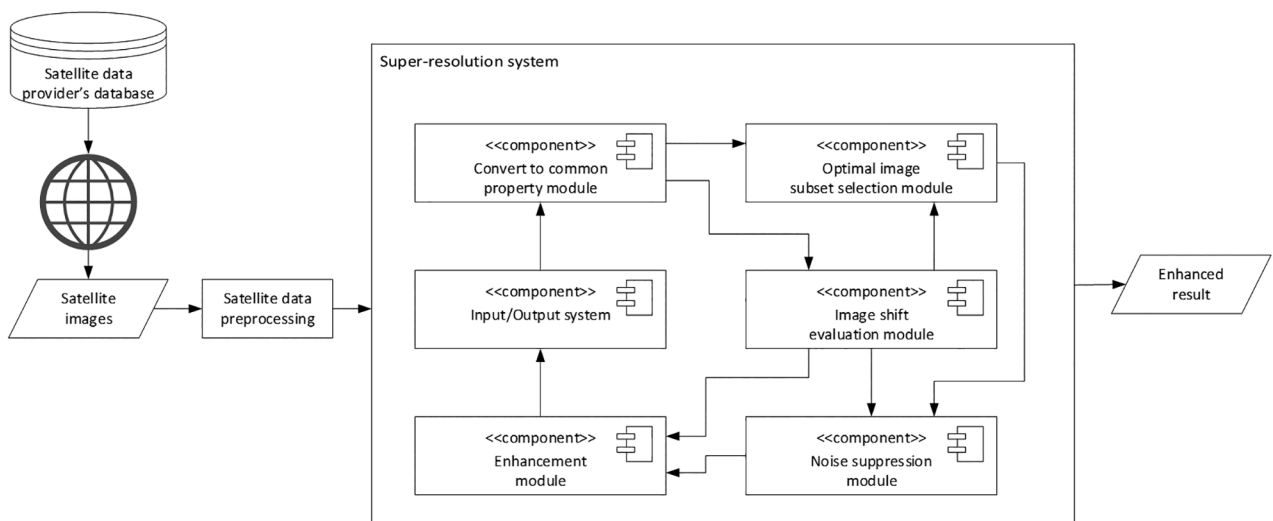 Satellite data
provider's database
Satellite
images
Satellite data
preprocessing
Super-resolution system
<<component>>
Convert to common
property module
<<component>>
Optimal image
subset selection module
<<component>>
Input/Output system
<<component>>
Image shift
evaluation module
<<component>>
Enhancement
module
<<component>>
Noise suppression
module
Enhanced
result